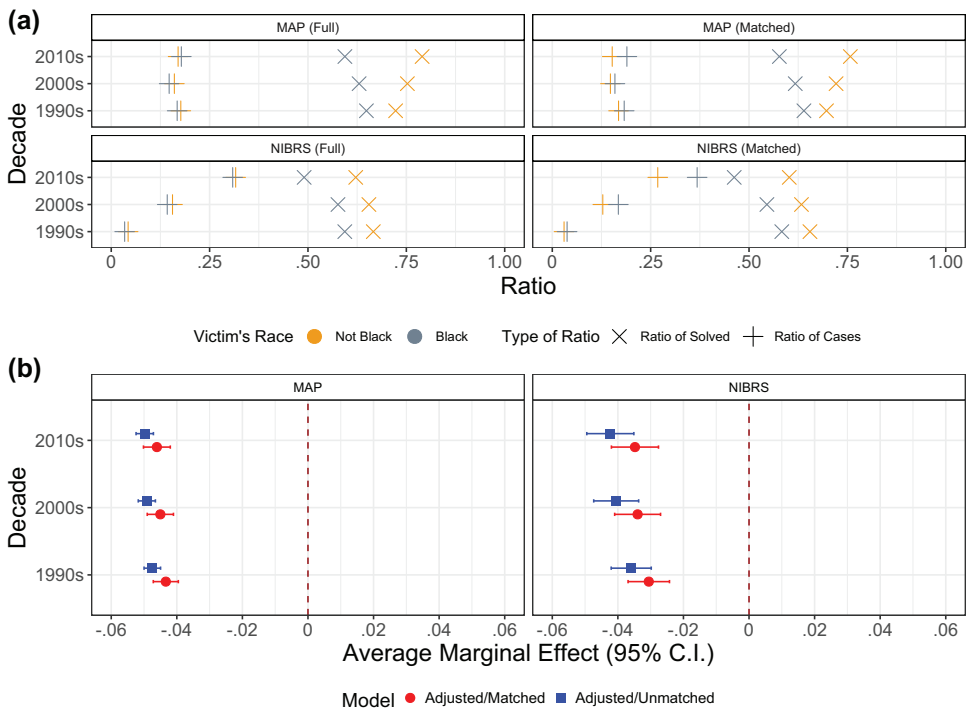 (a)
MAP (Full)
MAP (Matched)
2010s
2000s
1990s
NIBRS (Full)
NIBRS (Matched)
2010s
2000s
1990s
Decade
0 .25 .50 .75 1.00
0 .25 .50 .75 1.00
Ratio
Victim's Race Not Black Black Type of Ratio Ratio of Solved Ratio of Cases
(b)
MAP
NIBRS
2010s
2000s
1990s
Decade
-.06 -.04 -.02 0 .02 .04 .06
-.06 -.04 -.02 0 .02 .04 .06
Average Marginal Effect (95% C.I.)
Model Adjusted/Matched Adjusted/Unmatched